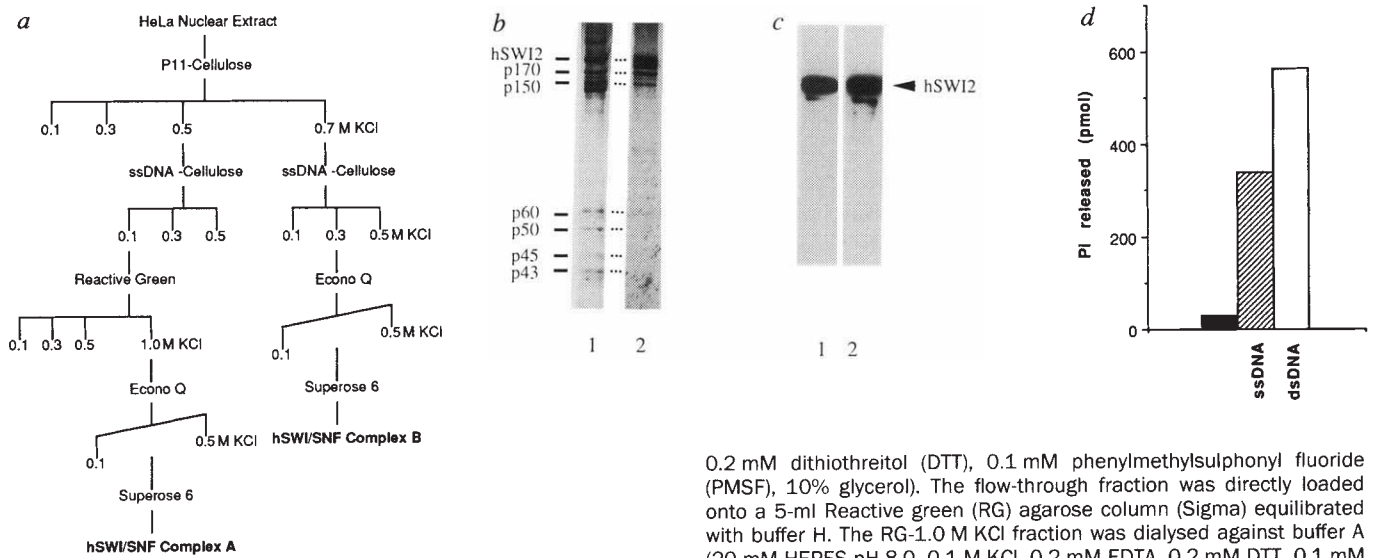 a
HeLa Nuclear Extract
P11-Cellulose
0.1 0.3 0.5 0.7 M KCl
ssDNA -Cellulose ssDNA -Cellulose
0.1 0.3 0.5 0.1 0.3 0.5 M KCl
Reactive Green Econo Q
0.1 0.3 0.5 1.0M KCl 0.1 0.5 M KCl
Econo Q Superose 6
0.1 0.5 M KCl hSWI/SNF Complex B
Superose 6
hSWI/SNF Complex A
b
hSWI2
p170
p150
p60
p50
p45
p43
1 2
c
hSWI2
1 2
d
PI released (pmol)
600
400
200
0
ssDNA
dsDNA
0.2 mM dithiothreitol (DTT), 0.1 mM phenylmethylsulphonyl fluoride
(PMSF), 10% glycerol). The flow-through fraction was directly loaded
onto a 5-ml Reactive green (RG) agarose column (Sigma) equilibrated
with buffer H. The RG-1.0 M KCl fraction was dialysed against buffer A
(20 mM HEPES pH 8.0, 0.1 M KCl, 0.2 mM EDTA, 0.2 mM DTT, 0.1 mM